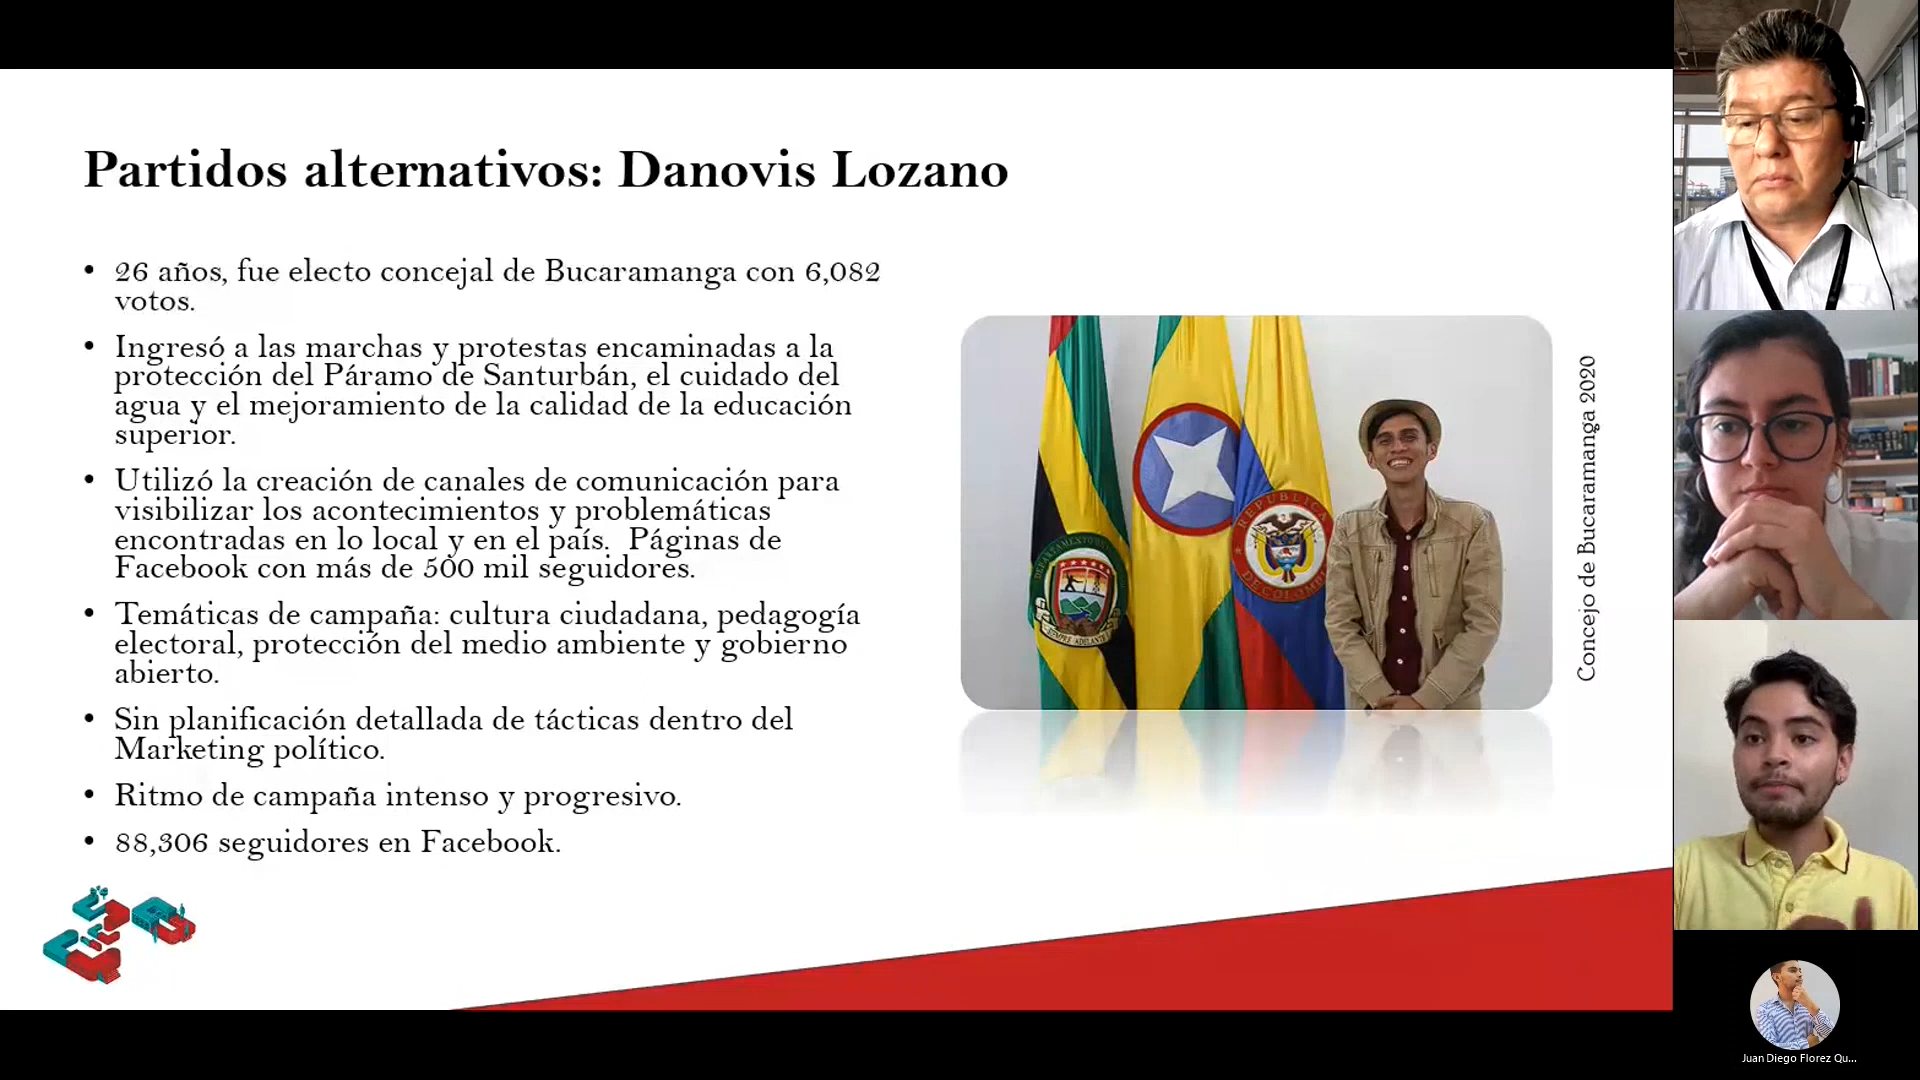 Partidos alternativos: Danovis Lozano
• 26 años, fue electo concejal de Bucaramanga con 6,082
votos.
• Ingresó a las marchas y protestas encaminadas a la
protección del Páramo de Santurbán, el cuidado del
agua y el mejoramiento de la calidad de la educación
superior.
• Utilizó la creación de canales de comunicación para
visibilizar los acontecimientos y problemáticas
encontradas en lo local y en el país.  Páginas de
Facebook con más de 500 mil seguidores.
• Temáticas de campaña: cultura ciudadana, pedagogía
electoral, protección del medio ambiente y gobierno
abierto.
• Sin planificación detallada de tácticas dentro del
Marketing político.
• Ritmo de campaña intenso y progresivo.
• 88,306 seguidores en Facebook.
REPUBLICA
DE COLOMBIA
SIEMPRE ADELANTE
Concejo de Bucaramanga 2020
Juan Diego Florez Qu...